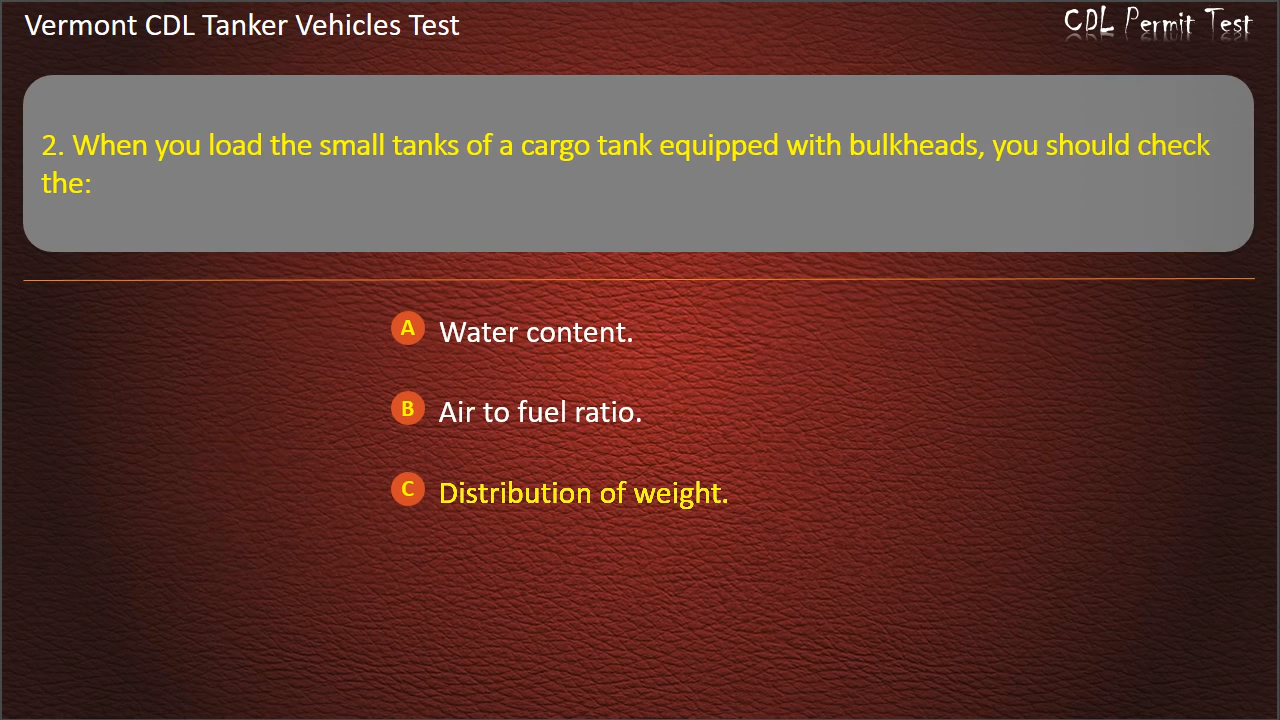 Vermont CDL Tanker Vehicles Test
CDL Permit Test
2. When you load the small tanks of a cargo tank equipped with bulkheads, you should check
the:
A Water content.
B Air to fuel ratio.
C Distribution of weight.